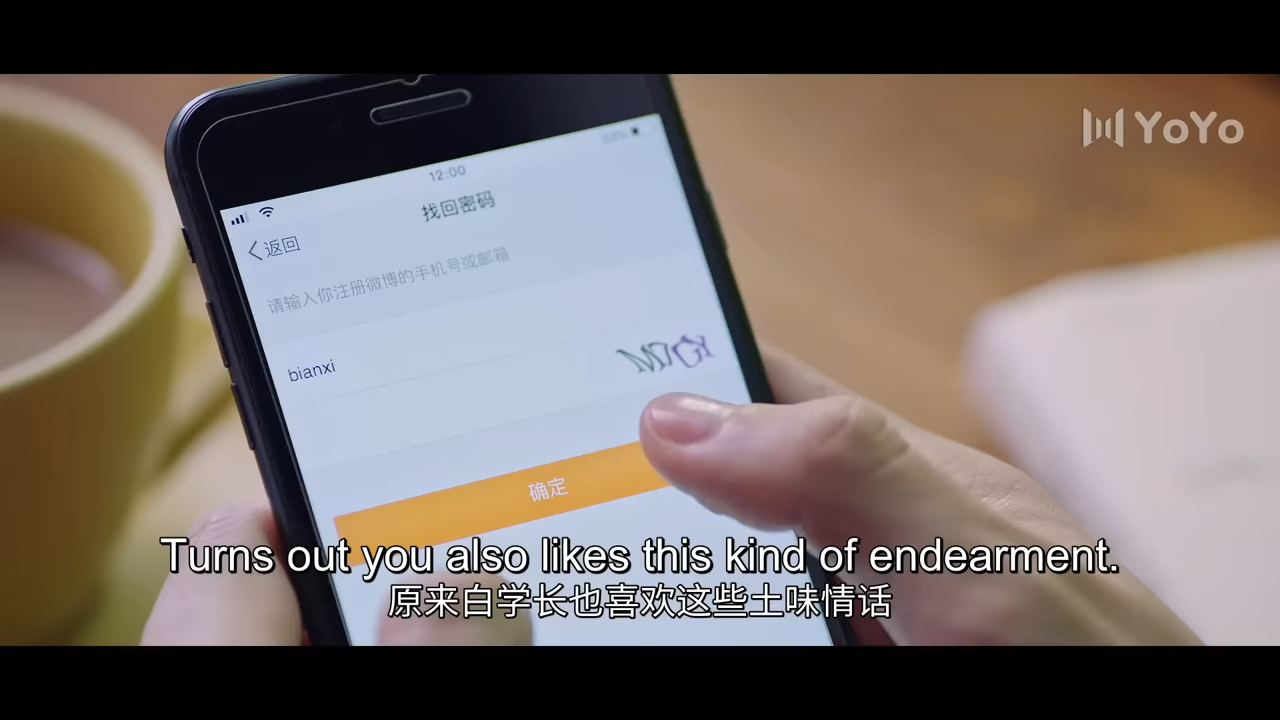 YoYo
12:00
找回密码
返回
请输入你注册微博的手机号或邮箱
bianxi
确定
Turns out you also likes this kind of endearment.
原来白学长也喜欢这些土味情话